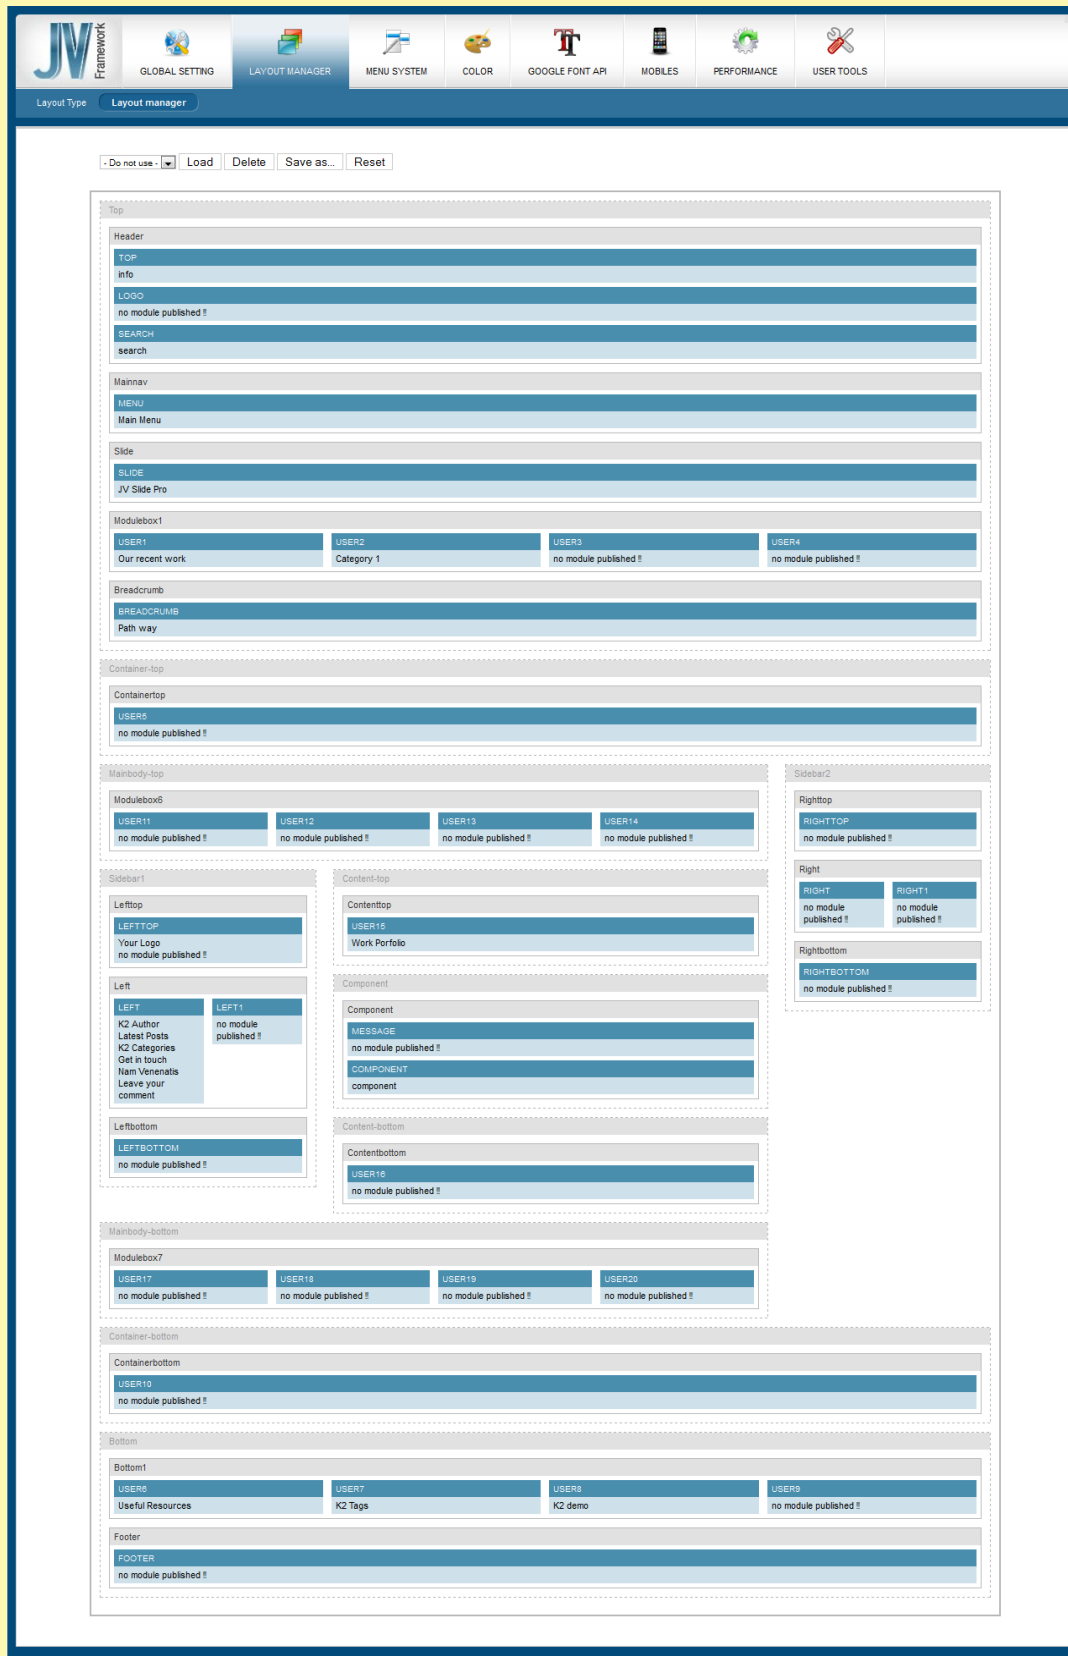 JV Framework
GLOBAL SETTING LAYOUT MANAGER MENU SYSTEM COLOR GOOGLE FONT API MOBILES PERFORMANCE USER TOOLS
Layout Type Layout manager
- Do not use - Load Delete Save as... Reset
Top
Header
TOP
info
LOGO
no module published !!
SEARCH
search
Mainnav
MENU
Main Menu
Slide
SLIDE
JV Slide Pro
Modulebox1
USER1 USER2 USER3 USER4
Our recent work Category 1 no module published !! no module published !!
Breadcrumb
BREADCRUMB
Path way
Container-top
Containertop
USER5
no module published !!
Mainbody-top
Modulebox6
USER11 USER12 USER13 USER14
no module published !! no module published !! no module published !! no module published !!
Sidebar2
Righttop
RIGHTTOP
no module published !!
Right
RIGHT RIGHT1
no module no module
published !! published !!
Rightbottom
RIGHTBOTTOM
no module published !!
Sidebar1
Lefttop
LEFTTOP
Your Logo
no module published !!
Left
LEFT LEFT1
K2 Author no module
Latest Posts published !!
K2 Categories
Get in touch
Nam Venenatis
Leave your
comment
Leftbottom
LEFTBOTTOM
no module published !!
Content-top
Contenttop
USER15
Work Porfolio
Component
Component
MESSAGE
no module published !!
COMPONENT
component
Content-bottom
Contentbottom
USER16
no module published !!
Mainbody-bottom
Modulebox7
USER17 USER18 USER19 USER20
no module published !! no module published !! no module published !! no module published !!
Container-bottom
Containerbottom
USER10
no module published !!
Bottom
Bottom1
USER6 USER7 USER8 USER9
Useful Resources K2 Tags K2 demo no module published !!
Footer
FOOTER
no module published !!